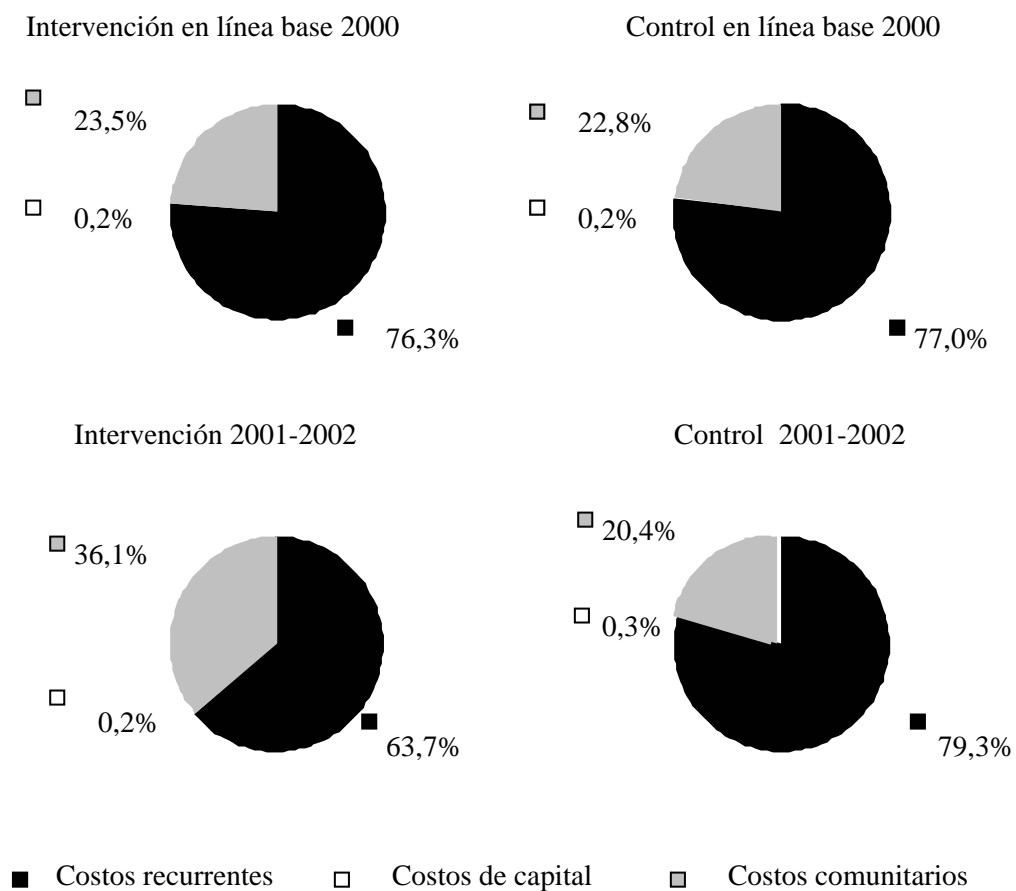 Intervención en línea base 2000
Control en línea base 2000
23,5%
22,8%
0,2%
0,2%
76,3%
77,0%
Intervención 2001-2002
Control 2001-2002
36,1%
20,4%
0,3%
0,2%
63,7%
79,3%
Costos recurrentes
Costos de capital
Costos comunitarios